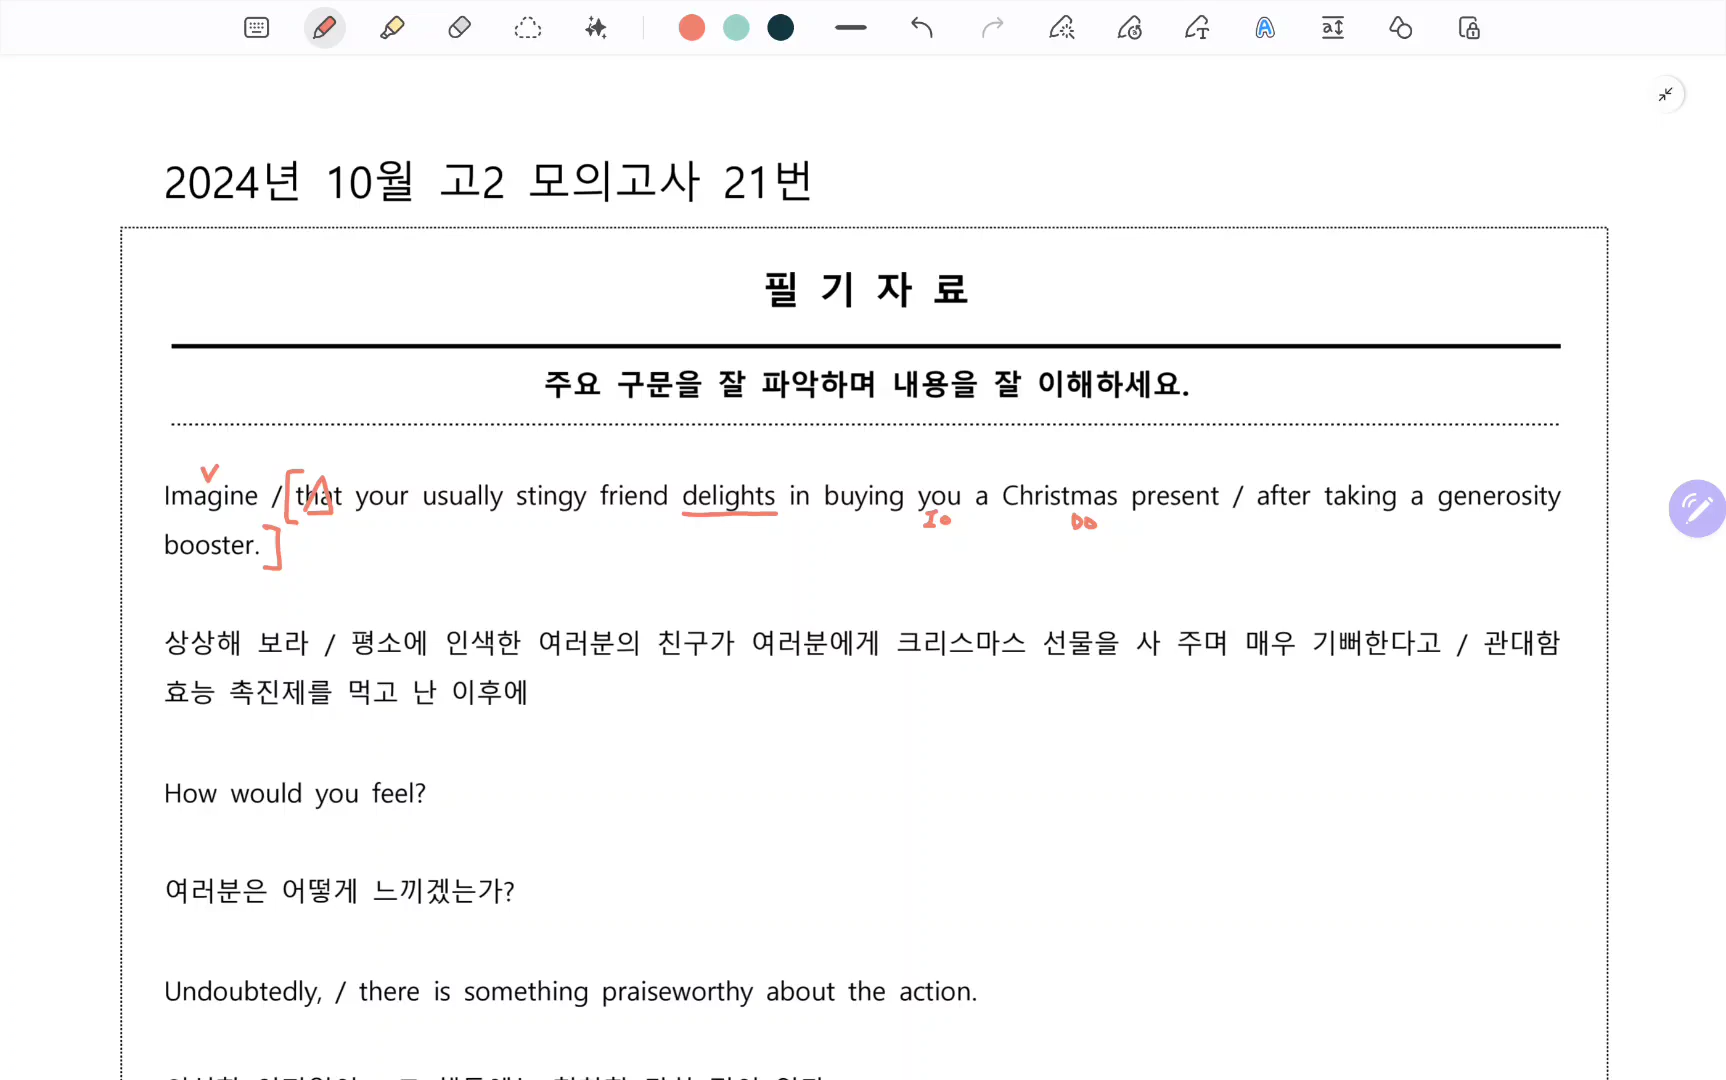 2024년 10월 고2 모의고사 21번
필 기 자 료
주요 구문을 잘 파악하며 내용을 잘 이해하세요.
V
Imagine / [that your usually stingy friend delights in buying you a Christmas present / after taking a generosity
IO DO
booster.]
상상해 보라 / 평소에 인색한 여러분의 친구가 여러분에게 크리스마스 선물을 사 주며 매우 기뻐한다고 / 관대함
효능 촉진제를 먹고 난 이후에
How would you feel?
여러분은 어떻게 느끼겠는가?
Undoubtedly, / there is something praiseworthy about the action.